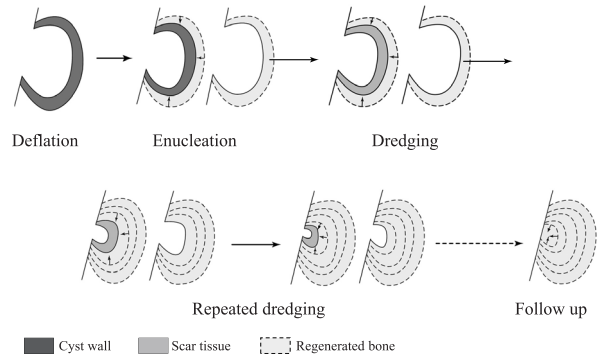 Deflation
Enucleation
Dredging
Repeated dredging
Follow up
Cyst wall
Scar tissue
Regenerated bone